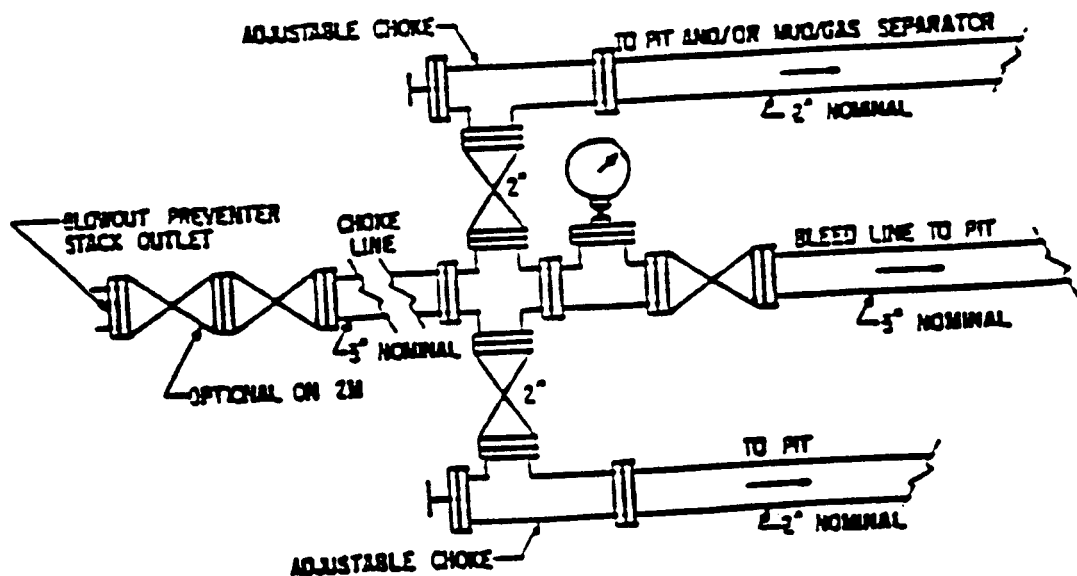 ADJUSTABLE CHOKE
TO PIT AND/OR MUD/GAS SEPARATOR
2" NOMINAL
2"
BLOWOUT PREVENTER
STACK OUTLET
CHOKE
LINE
BLEED LINE TO PIT
3" NOMINAL
3" NOMINAL
OPTIONAL ON 2M
2"
TO PIT
2" NOMINAL
ADJUSTABLE CHOKE